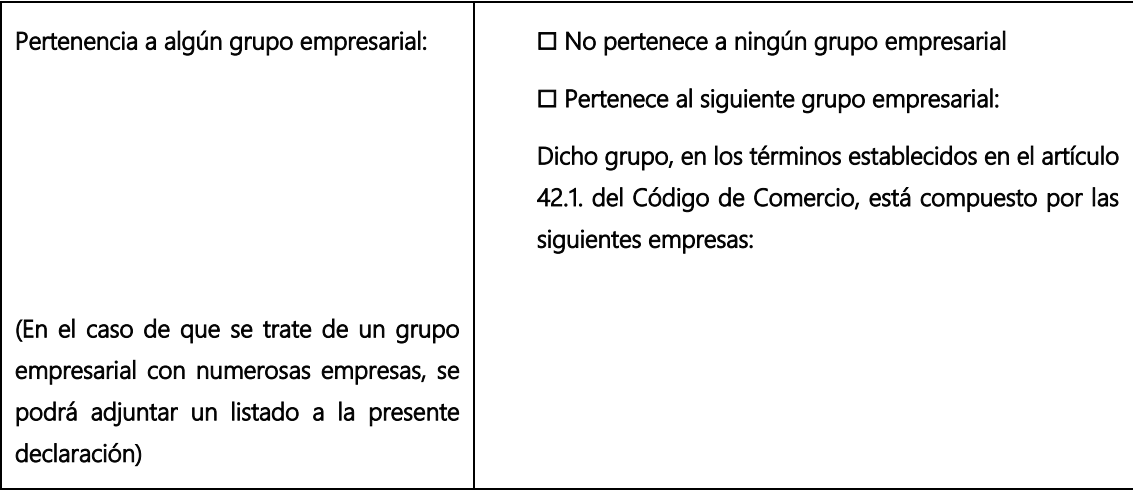 Pertenencia a algún grupo empresarial:
(En el caso de que se trate de un grupo
empresarial con numerosas empresas, se
podrá adjuntar un listado a la presente
declaración)
☐ No pertenece a ningún grupo empresarial
☐ Pertenece al siguiente grupo empresarial:
Dicho grupo, en los términos establecidos en el artículo
42.1. del Código de Comercio, está compuesto por las
siguientes empresas: